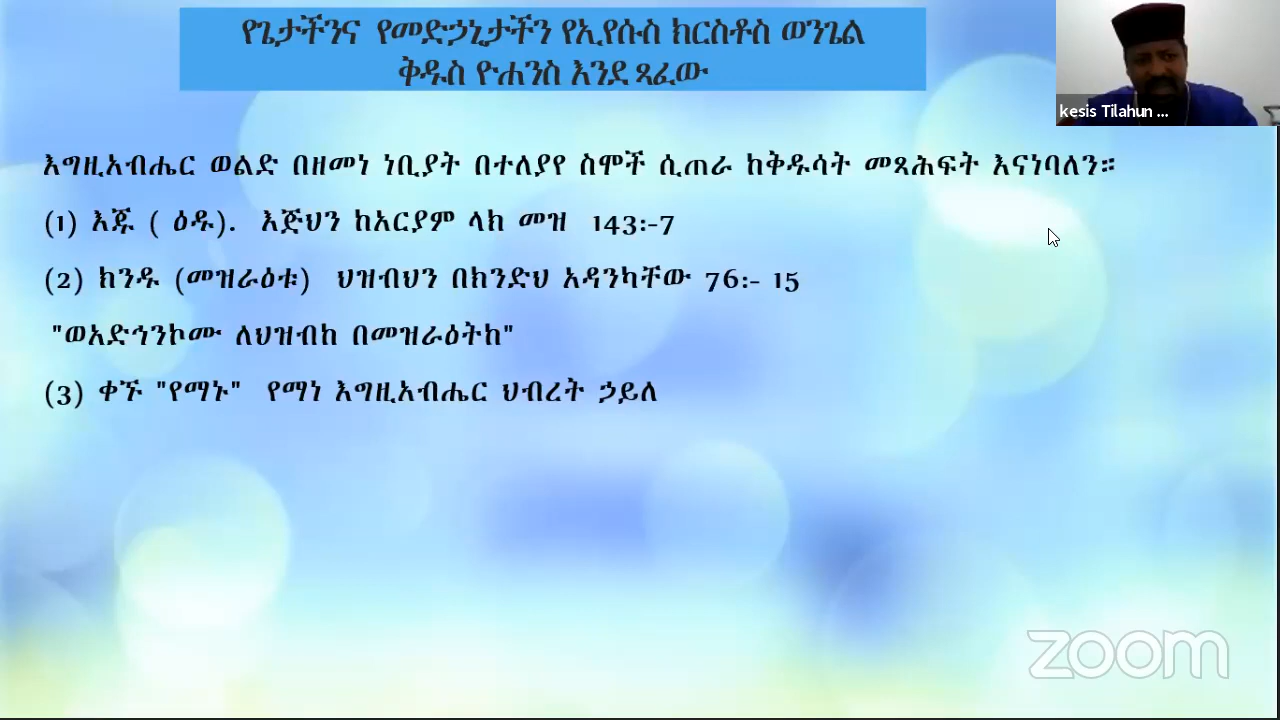 የጌታችንና የመድኃኒታችን የኢየሱስ ክርስቶስ ወንጌል
ቅዱስ ዮሐንስ እንደ ጻፈው
kesis Tilahun ...
እግዚአብሔር ወልድ በዘመነ ነቢያት በተለያየ ስሞች ሲጠራ ከቅዱሳት መጻሕፍት እናነባለን።
(1) እጁ ( ዕዱ). እጅህን ከአርያም ላክ መዝ 143:-7
(2) ክንዱ (መዝራዕቱ) ህዝብህን በክንድህ አዳንካቸው 76:- 15
"ወአድኅንኮሙ ለህዝብከ በመዝራዕትከ"
(3) ቀኙ "የማኑ" የማነ እግዚአብሔር ህብረት ኃይለ
zoom